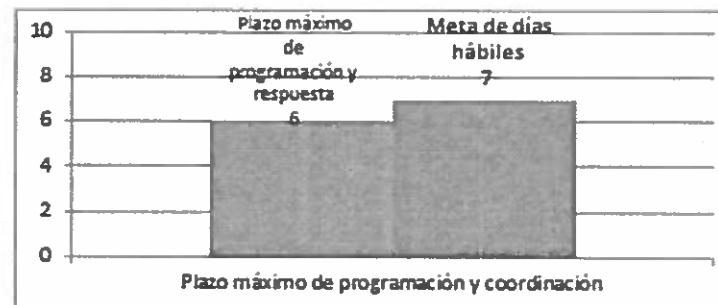 Plazo máximo
de
programación y
respuesta
6
Meta de días
hábiles
7
10
8
6
4
2
0
Plazo máximo de programación y coordinación